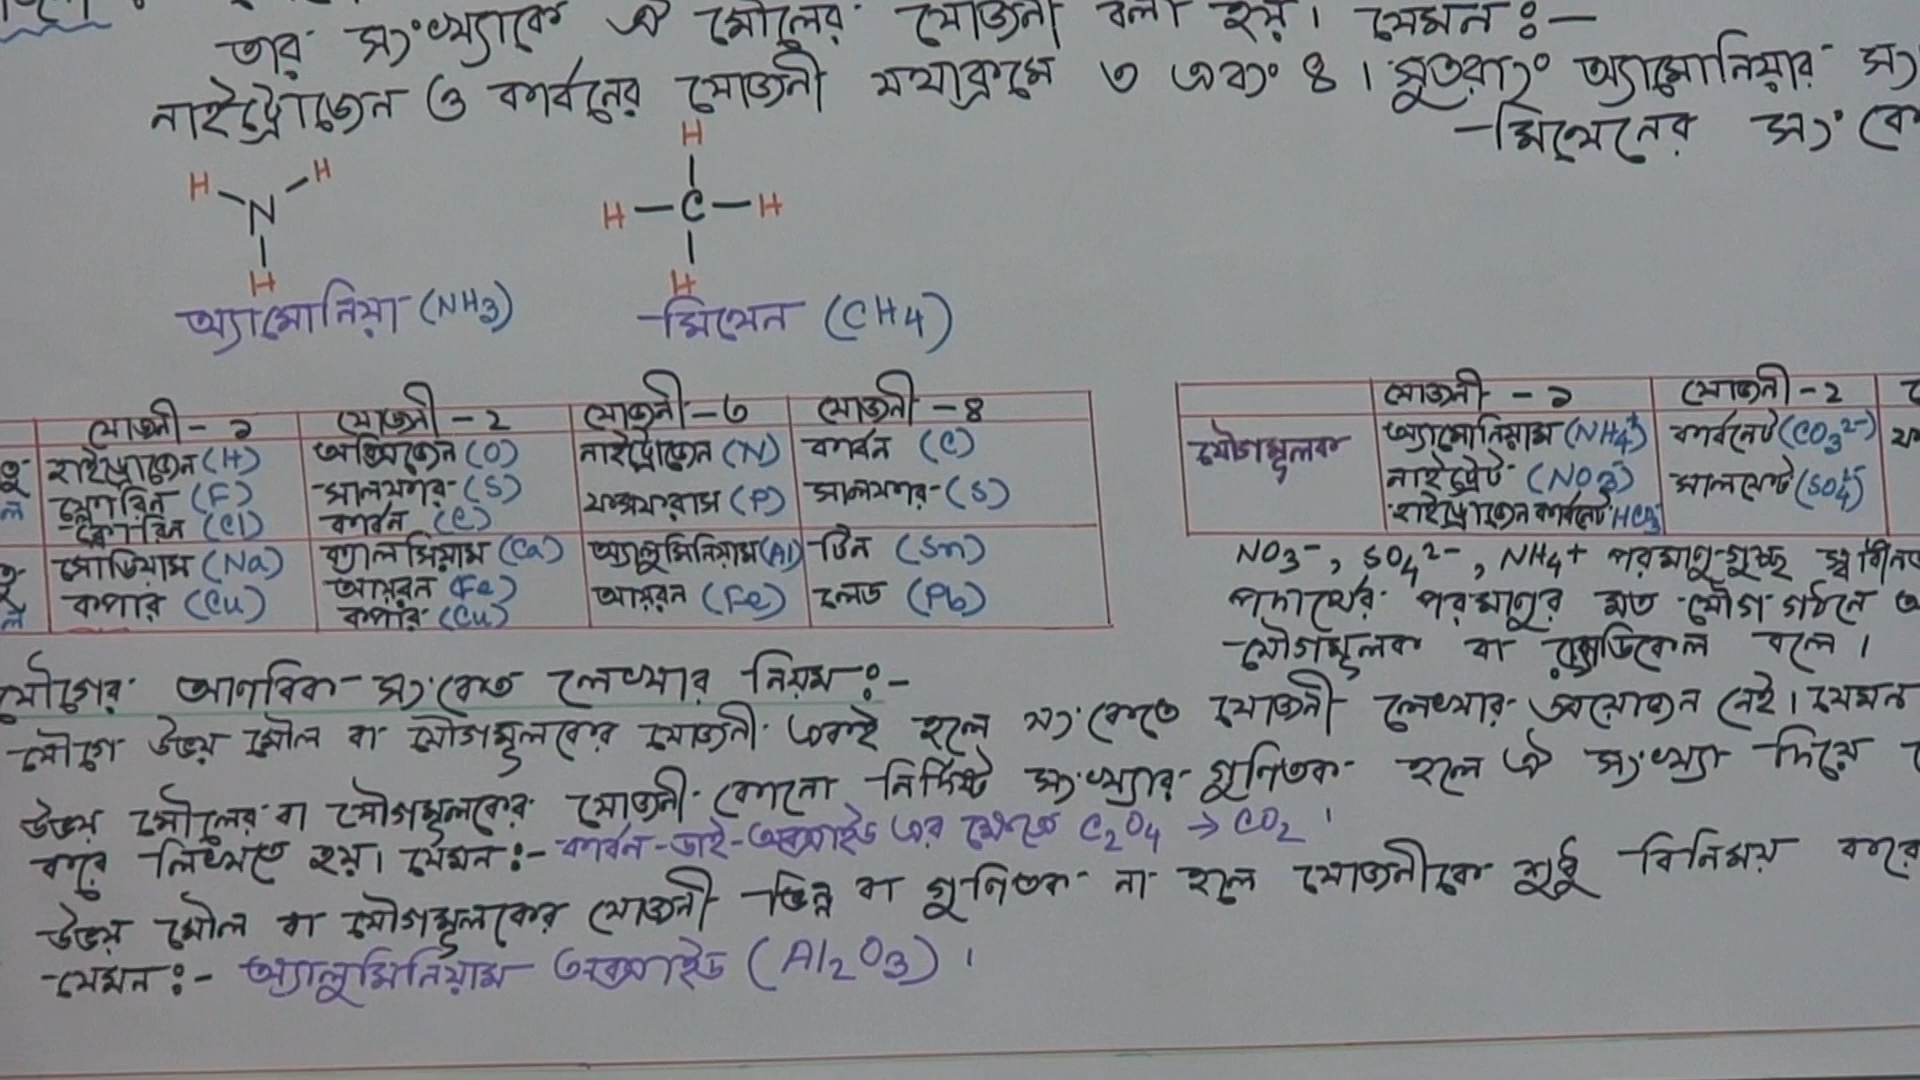 তার সংখ্যাকে ঐ মৌলের যোজনী বলা হয়। যেমন :—
নাইট্রোজেন ও কার্বনের যোজনী যথাক্রমে ৩ এবং ৪। সুতরাং অ্যামোনিয়ার
মিথেনের
H H
N
H
অ্যামোনিয়া (NH3)
H
H — C — H
H
মিথেন (CH4)
যোজনী - ১ যোজনী - 2 যোজনী - ৩ যোজনী - ৪
হাইড্রোজেন (H) অক্সিজেন (O) নাইট্রোজেন (N) কার্বন (C)
ফ্লোরিন (F) সালফার (S) ফসফরাস (P) সালফার (S)
ক্লোরিন (Cl) কার্বন (C)
সোডিয়াম (Na) ক্যালসিয়াম (Ca) অ্যালুমিনিয়াম (Al) টিন (Sn)
কপার (Cu) আয়রন (Fe) আয়রন (Fe) লেড (Pb)
কপার (Cu)
যোজনী - ১ যোজনী - 2
যৌগমূলক অ্যামোনিয়াম (NH4+) কার্বনেট (CO3 2-)
নাইট্রেট (NO3-) সালফেট (SO4 2-)
হাইড্রোজেন কার্বনেট HCO3-
NO3-, SO4 2-, NH4+ পরমাণুগুচ্ছ
পদার্থের পরমাণুর মত যৌগ গঠনে
যৌগমূলক বা র‍্যাডিকেল বলে।
যৌগের আণবিক সংকেত লেখার নিয়ম :-
যৌগে উভয় মৌল বা যৌগমূলকের যোজনী একই হলে সংকেতে যোজনী লেখার প্রয়োজন নেই। যেমন
উভয় মৌলের বা যৌগমূলকের যোজনী কোনো নির্দিষ্ট সংখ্যার গুণিতক হলে ঐ সংখ্যা দিয়ে
করে লিখতে হয়। যেমন :- কার্বন-ডাই-অক্সাইড এর ক্ষেত্রে C2O4 → CO2 ।
উভয় মৌল বা যৌগমূলকের যোজনী ভিন্ন বা গুণিতক না হলে যোজনীকে শুধু বিনিময় করে
যেমন :- অ্যালুমিনিয়াম অক্সাইড (Al2O3) ।